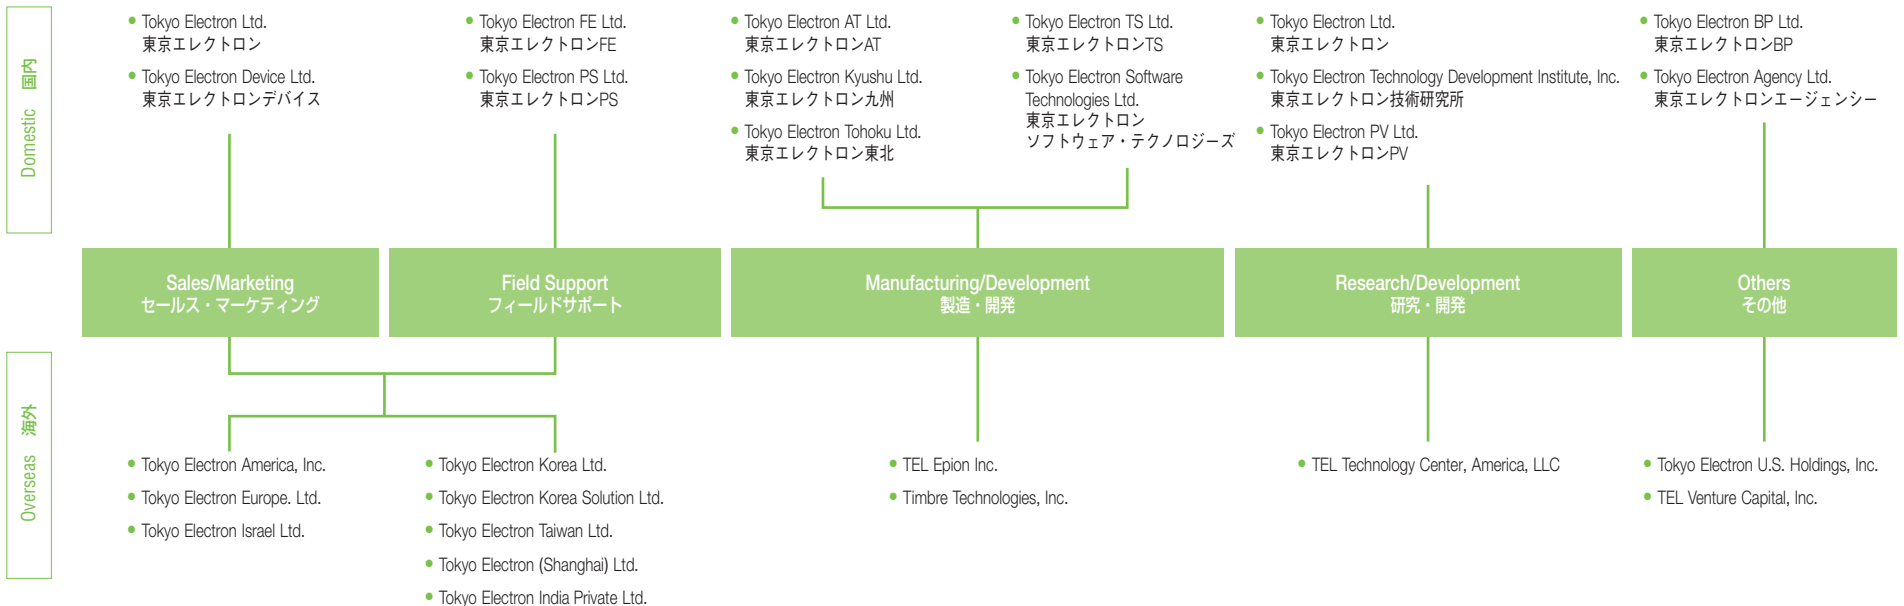 Domestic 国内
• Tokyo Electron Ltd.
東京エレクトロン
• Tokyo Electron Device Ltd.
東京エレクトロンデバイス
• Tokyo Electron FE Ltd.
東京エレクトロンFE
• Tokyo Electron PS Ltd.
東京エレクトロンPS
• Tokyo Electron AT Ltd.
東京エレクトロンAT
• Tokyo Electron Kyushu Ltd.
東京エレクトロン九州
• Tokyo Electron Tohoku Ltd.
東京エレクトロン東北
• Tokyo Electron TS Ltd.
東京エレクトロンTS
• Tokyo Electron Software
Technologies Ltd.
東京エレクトロン
ソフトウェア・テクノロジーズ
• Tokyo Electron Ltd.
東京エレクトロン
• Tokyo Electron Technology Development Institute, Inc.
東京エレクトロン技術研究所
• Tokyo Electron PV Ltd.
東京エレクトロンPV
• Tokyo Electron BP Ltd.
東京エレクトロンBP
• Tokyo Electron Agency Ltd.
東京エレクトロンエージェンシー
Sales/Marketing
セールス・マーケティング
Field Support
フィールドサポート
Manufacturing/Development
製造・開発
Research/Development
研究・開発
Others
その他
Overseas 海外
• Tokyo Electron America, Inc.
• Tokyo Electron Europe. Ltd.
• Tokyo Electron Israel Ltd.
• Tokyo Electron Korea Ltd.
• Tokyo Electron Korea Solution Ltd.
• Tokyo Electron Taiwan Ltd.
• Tokyo Electron (Shanghai) Ltd.
• Tokyo Electron India Private Ltd.
• TEL Epion Inc.
• Timbre Technologies, Inc.
• TEL Technology Center, America, LLC
• Tokyo Electron U.S. Holdings, Inc.
• TEL Venture Capital, Inc.